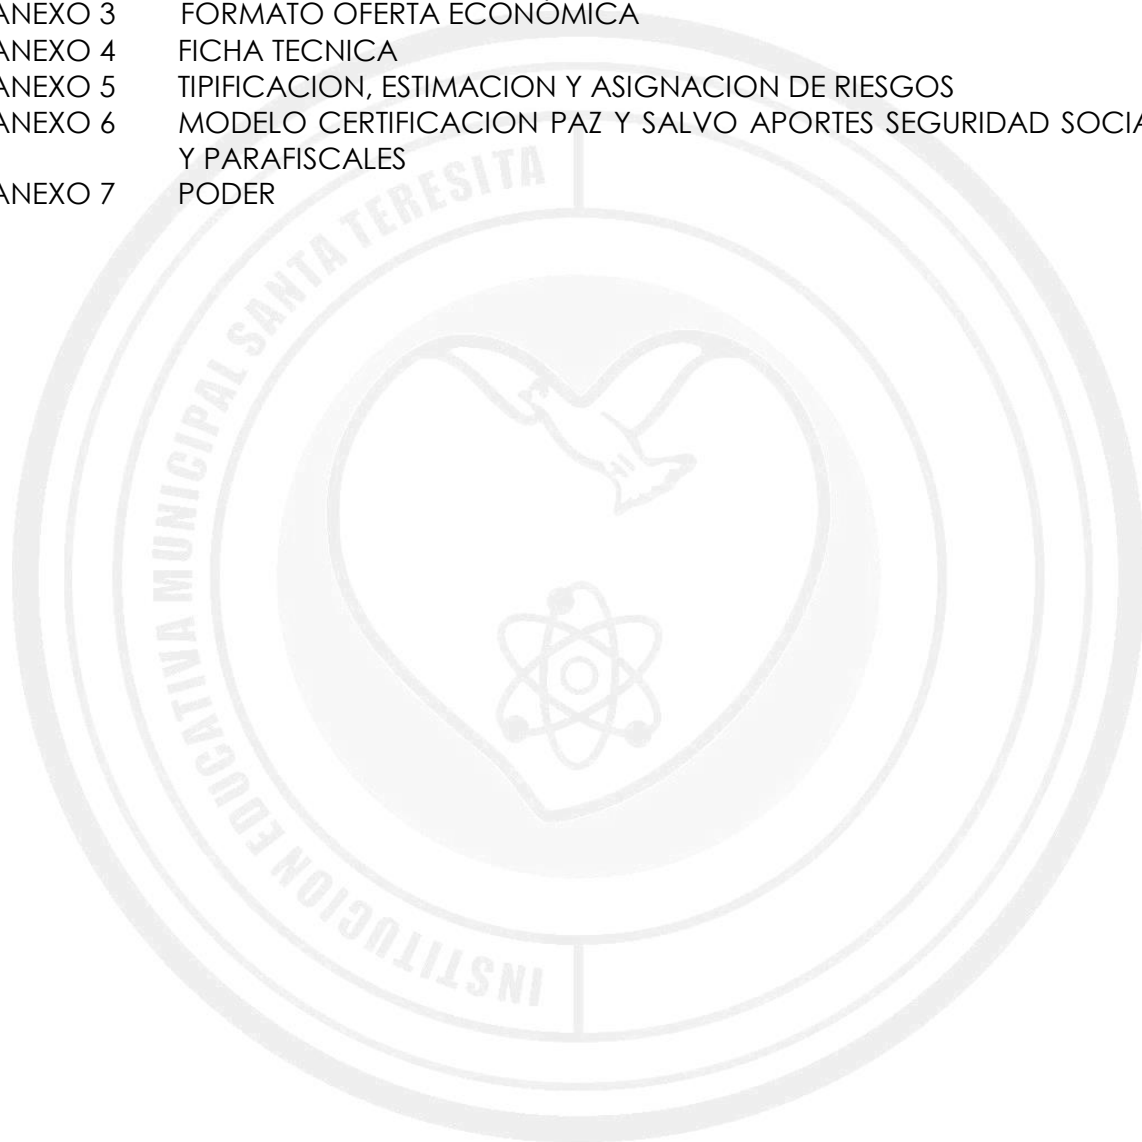 ANEXO 3 FORMATO OFERTA ECONÓMICA
ANEXO 4 FICHA TECNICA
ANEXO 5 TIPIFICACION, ESTIMACION Y ASIGNACION DE RIESGOS
ANEXO 6 MODELO CERTIFICACION PAZ Y SALVO APORTES SEGURIDAD SOCIA
Y PARAFISCALES
ANEXO 7 PODER
INSTITUCION EDUCATIVA MUNICIPAL SANTA TERESITA